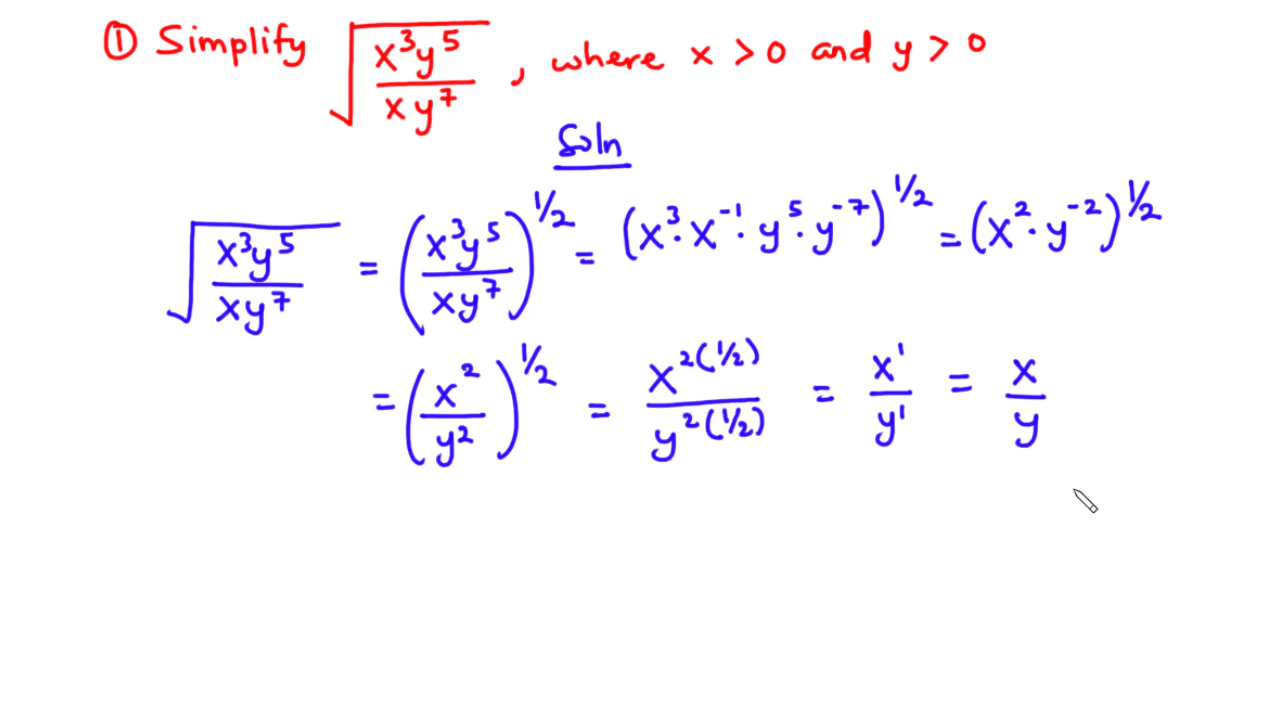 ① Simplify √(x³y⁵/xy⁷), where x > 0 and y > 0
Soln
√(x³y⁵/xy⁷) = (x³y⁵/xy⁷)^1/2 = (x³·x⁻¹·y⁵·y⁻⁷)^1/2 = (x²·y⁻²)^1/2
= (x²/y²)^1/2 = x^2(1/2)/y^2(1/2) = x¹/y¹ = x/y